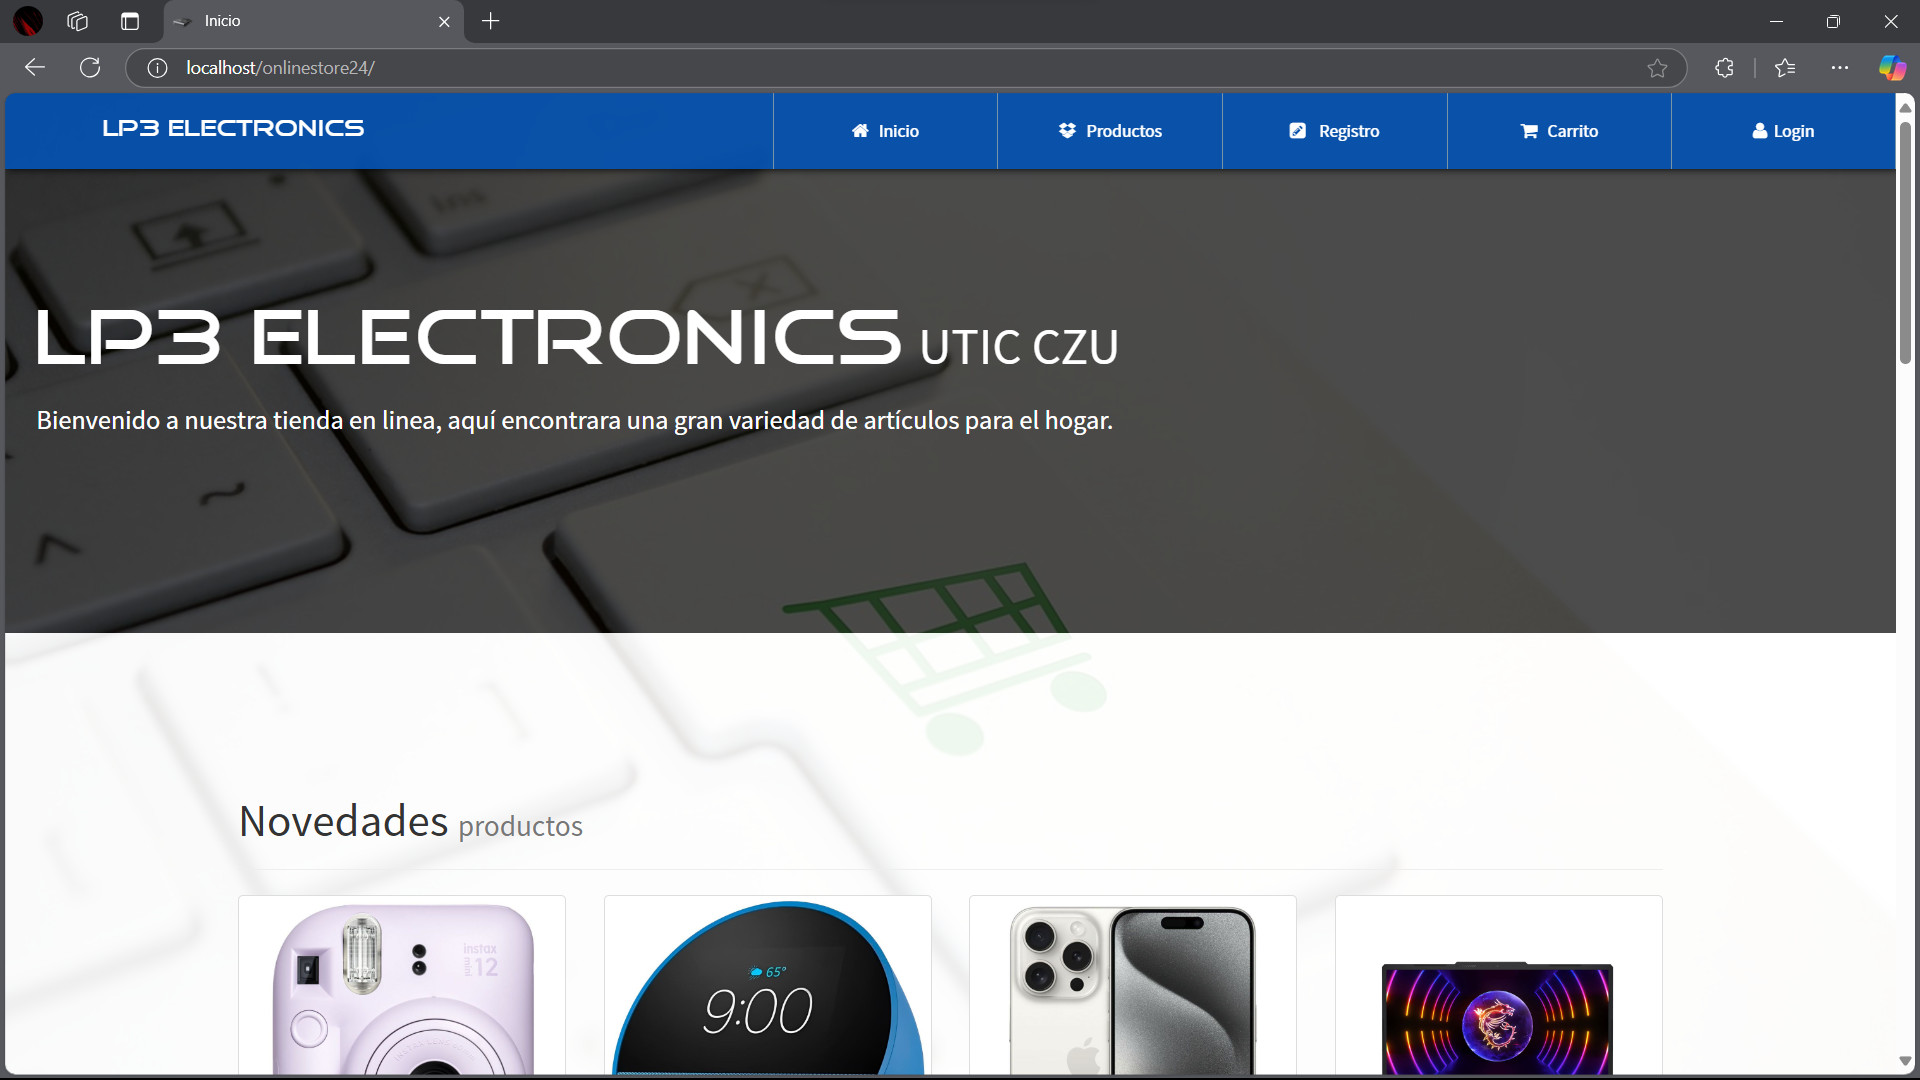 Inicio
localhost/onlinestore24/
LP3 ELECTRONICS
Inicio
Productos
Registro
Carrito
Login
Ins
LP3 ELECTRONICS UTIC CZU
Bienvenido a nuestra tienda en linea, aquí encontrara una gran variedad de artículos para el hogar.
Novedades productos
instax
mini 12
65°
9:00